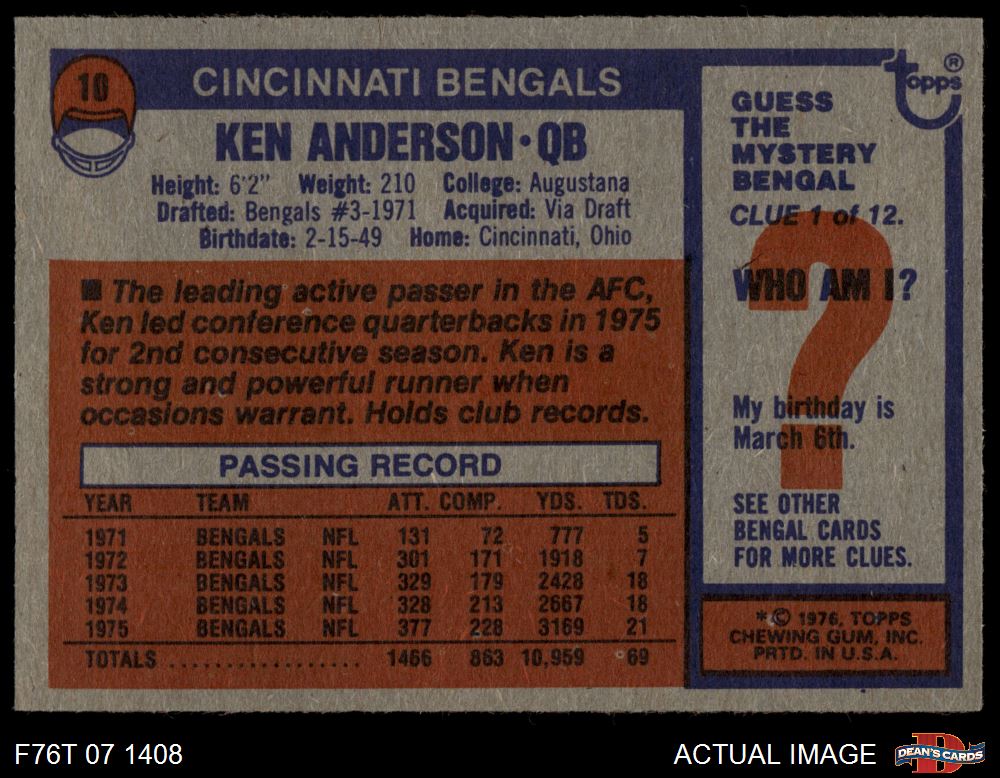 10
CINCINNATI BENGALS
KEN ANDERSON • QB
Height: 6'2" Weight: 210 College: Augustana
Drafted: Bengals #3-1971 Acquired: Via Draft
Birthdate: 2-15-49 Home: Cincinnati, Ohio
■ The leading active passer in the AFC,
Ken led conference quarterbacks in 1975
for 2nd consecutive season. Ken is a
strong and powerful runner when
occasions warrant. Holds club records.
PASSING RECORD
YEAR TEAM ATT. COMP. YDS. TDS.
1971 BENGALS NFL 131 72 777 5
1972 BENGALS NFL 301 171 1918 7
1973 BENGALS NFL 329 179 2428 18
1974 BENGALS NFL 328 213 2667 18
1975 BENGALS NFL 377 228 3169 21
TOTALS .................. 1466 863 10,959 69
topps ®
GUESS
THE
MYSTERY
BENGAL
CLUE 1 of 12.
WHO AM I?
?
My birthday is
March 6th.
SEE OTHER
BENGAL CARDS
FOR MORE CLUES.
*© 1976, TOPPS
CHEWING GUM, INC.
PRTD. IN U.S.A.
F76T 07 1408
ACTUAL IMAGE
DEAN'S CARDS